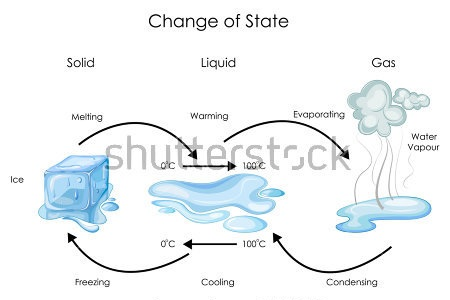 Change of State
Solid Liquid Gas
Melting Warming Evaporating
Water
Vapour
shutterstock
0°C 100°C
Ice
0°C 100°C
Freezing Cooling Condensing